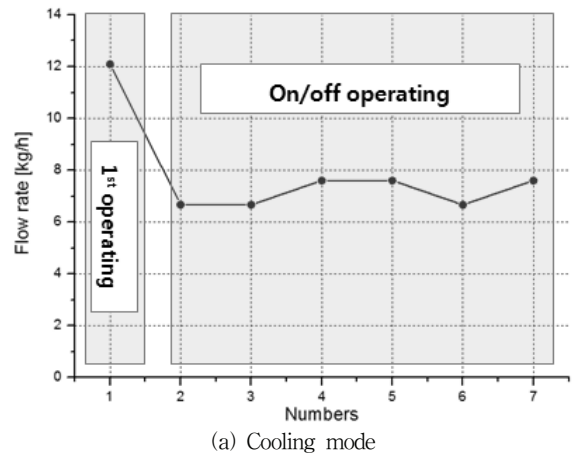 14
12
10
8
6
4
2
0
Flow rate [kg/h]
1st operating
On/off operating
1 2 3 4 5 6 7
Numbers
(a) Cooling mode